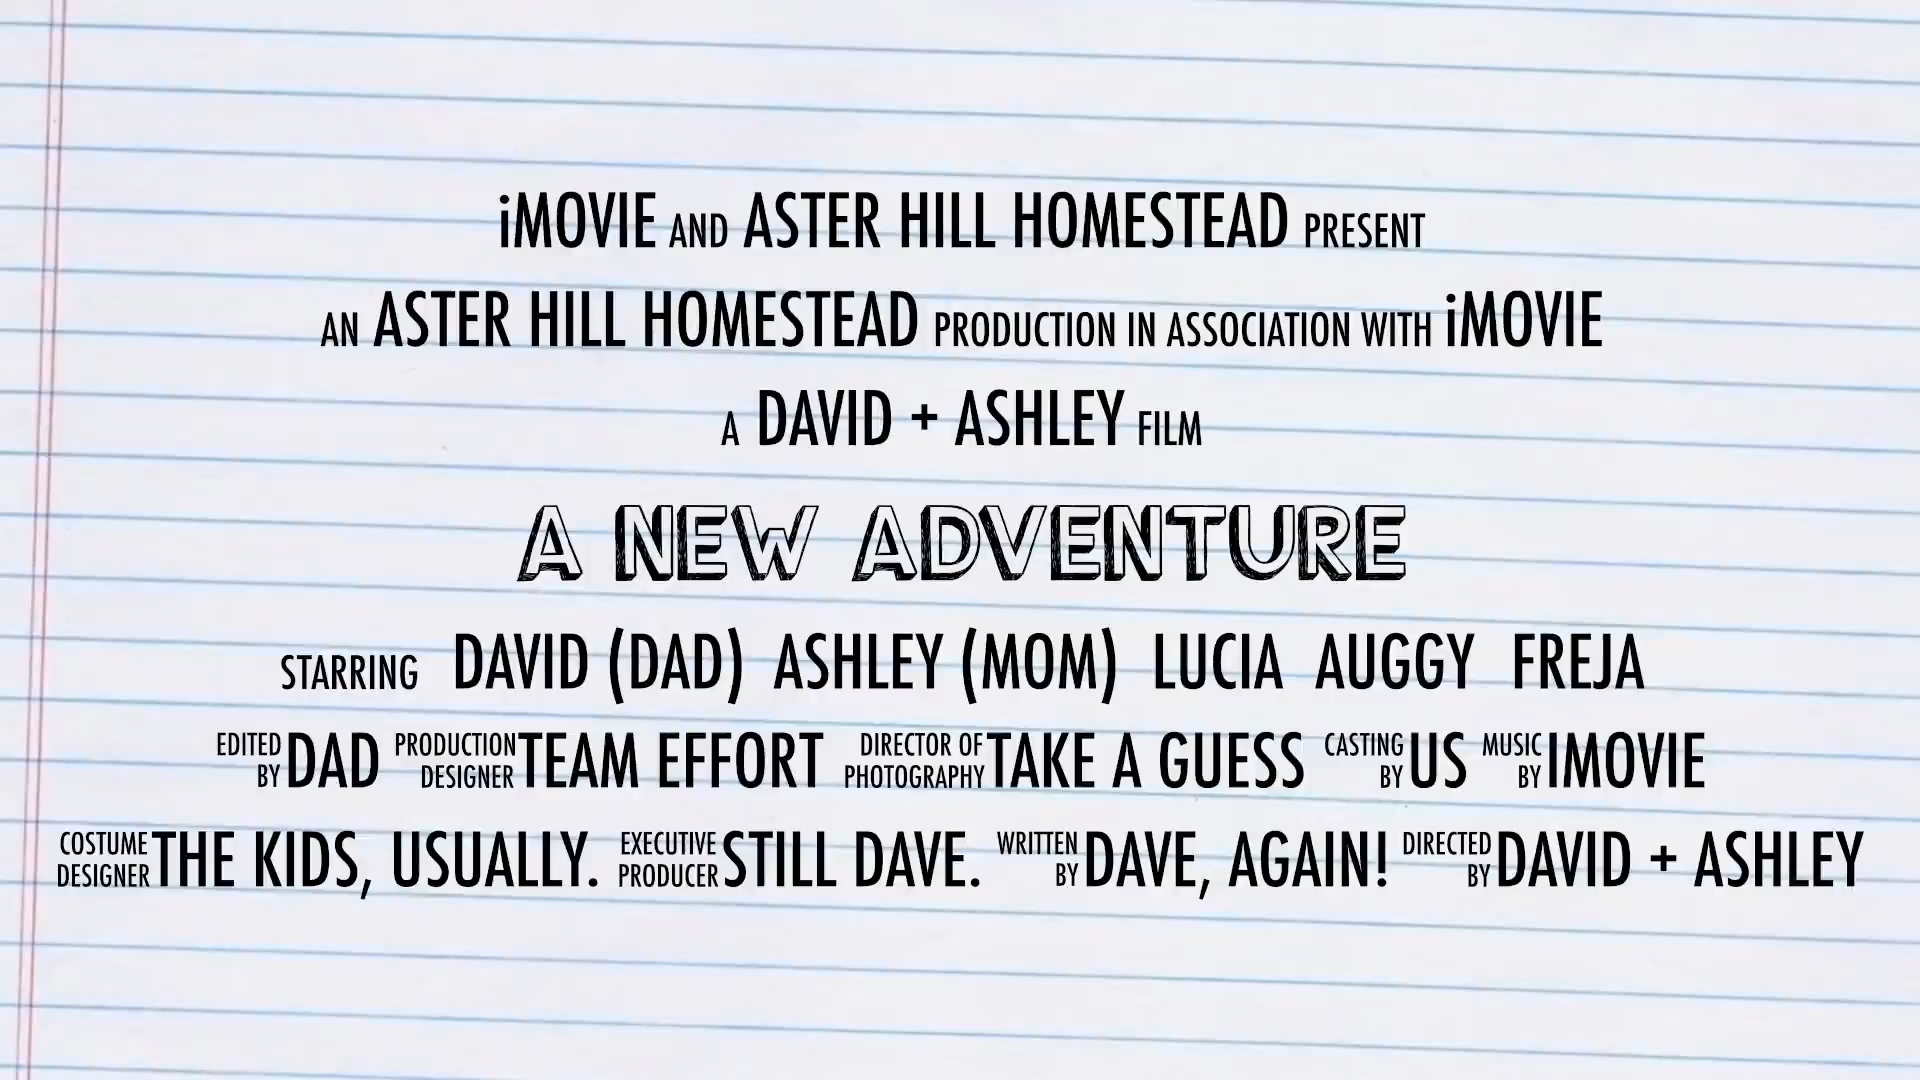 iMOVIE AND ASTER HILL HOMESTEAD PRESENT
AN ASTER HILL HOMESTEAD PRODUCTION IN ASSOCIATION WITH iMOVIE
A DAVID + ASHLEY FILM
A NEW ADVENTURE
STARRING DAVID (DAD) ASHLEY (MOM) LUCIA AUGGY FREJA
EDITED BY DAD PRODUCTION DESIGNER TEAM EFFORT DIRECTOR OF PHOTOGRAPHY TAKE A GUESS CASTING BY US MUSIC BY IMOVIE
COSTUME DESIGNER THE KIDS, USUALLY. EXECUTIVE PRODUCER STILL DAVE. WRITTEN BY DAVE, AGAIN! DIRECTED BY DAVID + ASHLEY